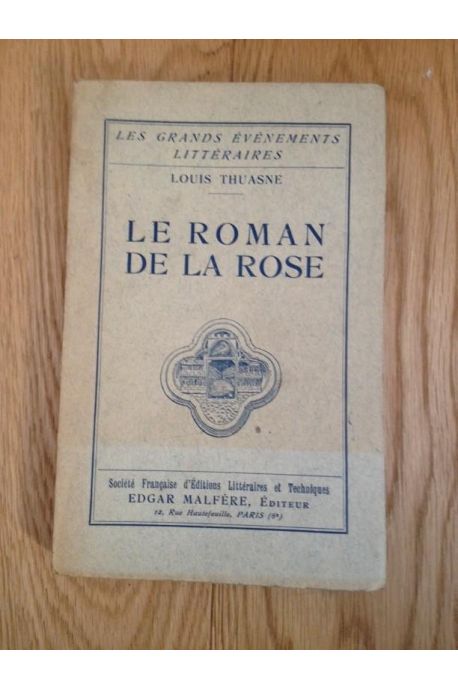 LES GRANDS ÉVÉNEMENTS
LITTÉRAIRES
LOUIS THUASNE
LE ROMAN
DE LA ROSE
Société Française d'Éditions Littéraires et Techniques
EDGAR MALFÈRE, ÉDITEUR
12, Rue Hautefeuille, PARIS (6e)